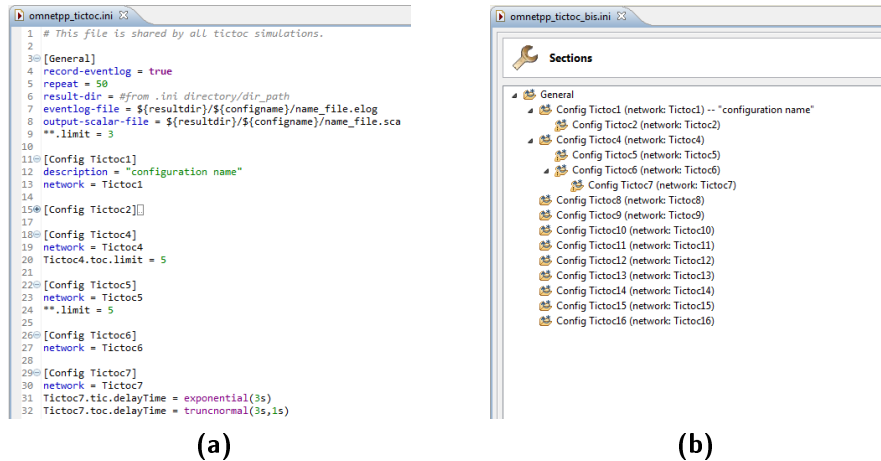 omnetpp_tictoc.ini
1 # This file is shared by all tictoc simulations.
2
3 [General]
4 record-eventlog = true
5 repeat = 50
6 result-dir = #from .ini directory/dir_path
7 eventlog-file = ${resultdir}/${configname}/name_file.elog
8 output-scalar-file = ${resultdir}/${configname}/name_file.sca
9 **.limit = 3
10
11 [Config Tictoc1]
12 description = "configuration name"
13 network = Tictoc1
14
15 [Config Tictoc2]
17
18 [Config Tictoc4]
19 network = Tictoc4
20 Tictoc4.toc.limit = 5
21
22 [Config Tictoc5]
23 network = Tictoc5
24 **.limit = 5
25
26 [Config Tictoc6]
27 network = Tictoc6
28
29 [Config Tictoc7]
30 network = Tictoc7
31 Tictoc7.tic.delayTime = exponential(3s)
32 Tictoc7.toc.delayTime = truncnormal(3s,1s)
(a)
omnetpp_tictoc_bis.ini
Sections
General
Config Tictoc1 (network: Tictoc1) -- "configuration name"
Config Tictoc2 (network: Tictoc2)
Config Tictoc4 (network: Tictoc4)
Config Tictoc5 (network: Tictoc5)
Config Tictoc6 (network: Tictoc6)
Config Tictoc7 (network: Tictoc7)
Config Tictoc8 (network: Tictoc8)
Config Tictoc9 (network: Tictoc9)
Config Tictoc10 (network: Tictoc10)
Config Tictoc11 (network: Tictoc11)
Config Tictoc12 (network: Tictoc12)
Config Tictoc13 (network: Tictoc13)
Config Tictoc14 (network: Tictoc14)
Config Tictoc15 (network: Tictoc15)
Config Tictoc16 (network: Tictoc16)
(b)